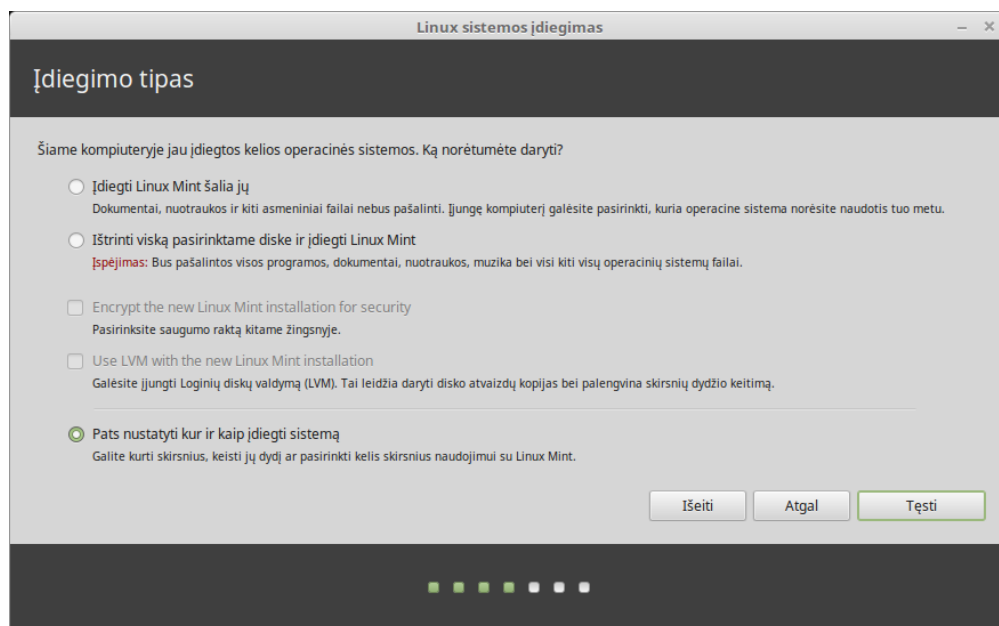 Linux sistemos įdiegimas
Įdiegimo tipas
Šiame kompiuteryje jau įdiegtos kelios operacinės sistemos. Ką norėtumėte daryti?
Įdiegti Linux Mint šalia jų
Dokumentai, nuotraukos ir kiti asmeniniai failai nebus pašalinti. Įjungę kompiuterį galėsite pasirinkti, kuria operacine sistema norėsite naudotis tuo metu.
Ištrinti viską pasirinktame diske ir įdiegti Linux Mint
Įspėjimas: Bus pašalintos visos programos, dokumentai, nuotraukos, muzika bei visi kiti visų operacinių sistemų failai.
Encrypt the new Linux Mint installation for security
Pasirinksite saugumo raktą kitame žingsnyje.
Use LVM with the new Linux Mint installation
Galėsite įjungti Loginių diskų valdymą (LVM). Tai leidžia daryti disko atvaizdų kopijas bei palengvina skirsnių dydžio keitimą.
Pats nustatyti kur ir kaip įdiegti sistemą
Galite kurti skirsnius, keisti jų dydį ar pasirinkti kelis skirsnius naudojimui su Linux Mint.
Išeiti
Atgal
Tęsti